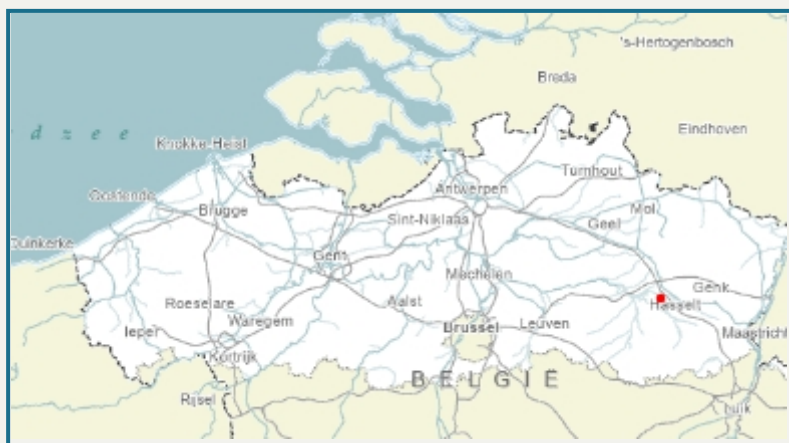 's-Hertogenbosch
Breda
dzee
Eindhoven
Knokke-Heist
Turnhout
Antwerpen
Oostende
Mol
Brugge
Sint-Niklaas
Geel
Duinkerke
Gent
Mechelen
Genk
Aalst
Roeselare
Hasselt
Waregem
Brussel
Leuven
Ieper
Maastricht
Kortrijk
BELGIË
Rijsel
Luik